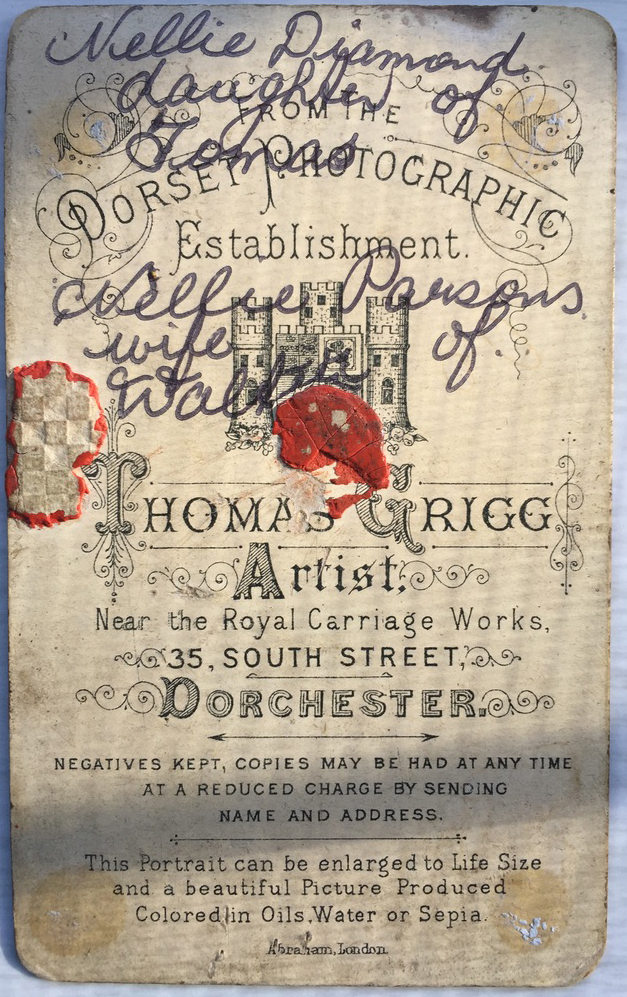 Nellie Diamond
daughter of
Tomas
FROM THE
DORSET PHOTOGRAPHIC
Establishment.
Nellie Parsons
wife of
Walter
THOMAS GRIGG
Artist,
Near the Royal Carriage Works,
35, SOUTH STREET,
DORCHESTER.
NEGATIVES KEPT, COPIES MAY BE HAD AT ANY TIME
AT A REDUCED CHARGE BY SENDING
NAME AND ADDRESS.
This Portrait can be enlarged to Life Size
and a beautiful Picture Produced
Colored in Oils, Water or Sepia.
Abraham, London.